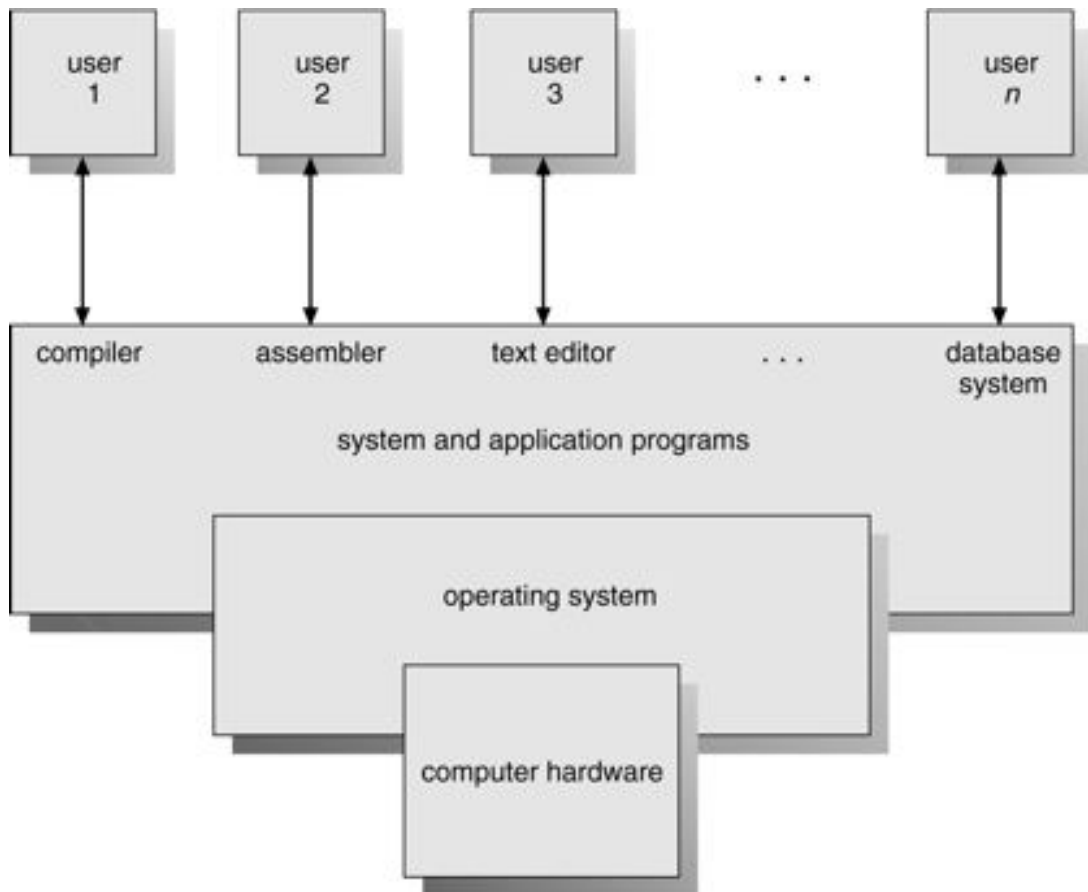 user
1
user
2
user
3
. . .
user
n
compiler
assembler
text editor
. . .
database
system
system and application programs
operating system
computer hardware